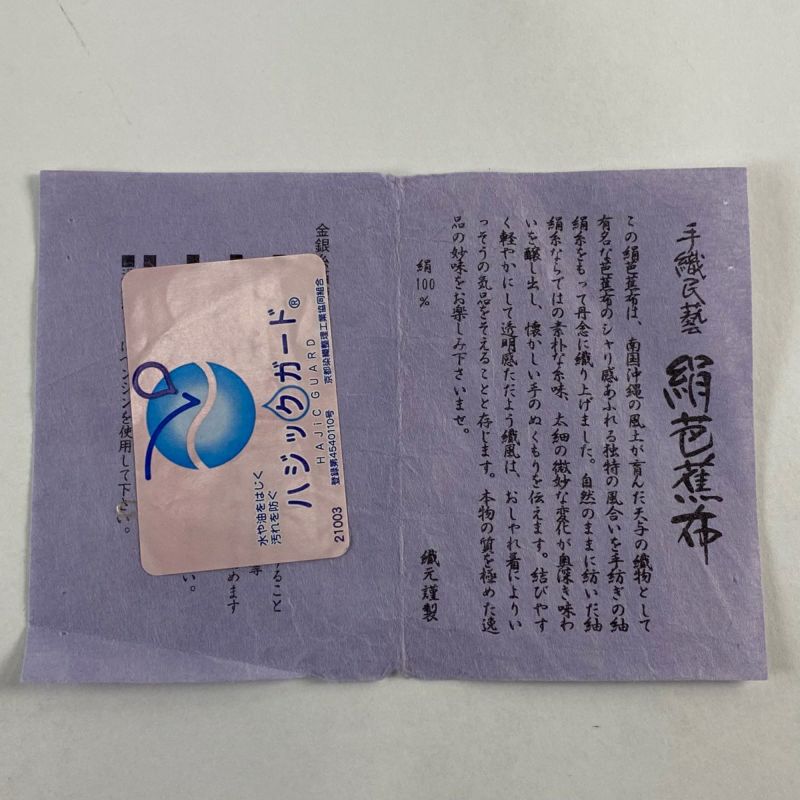 手織民藝 絹芭蕉布
この絹芭蕉布は、南国沖縄の風土が育んだ天与の織物として
有名な芭蕉布のシャリ感あふれる独特の風合いを手紡ぎの紬
絹糸をもって丹念に織り上げました。自然のままに紡いだ紬
絹糸ならではの素朴な糸味、太細の微妙な変化が奥深き味わ
いを醸し出し、懐かしい手のぬくもりを伝えます。結びやす
く軽やかにして透明感ただよう織風は、おしゃれ着によりい
っそうの気品をそえることと存じます。本物の質を極めた逸
品の妙味をお楽しみ下さいませ。
絹100%
織元謹製
金銀糸
ること
めます
い。
を使用して下
。
ハジックガード®
HAJiC GUARD
京都染織整理工業協同組合
登録第4540110号
水や油をはじく
汚れを防ぐ
21003